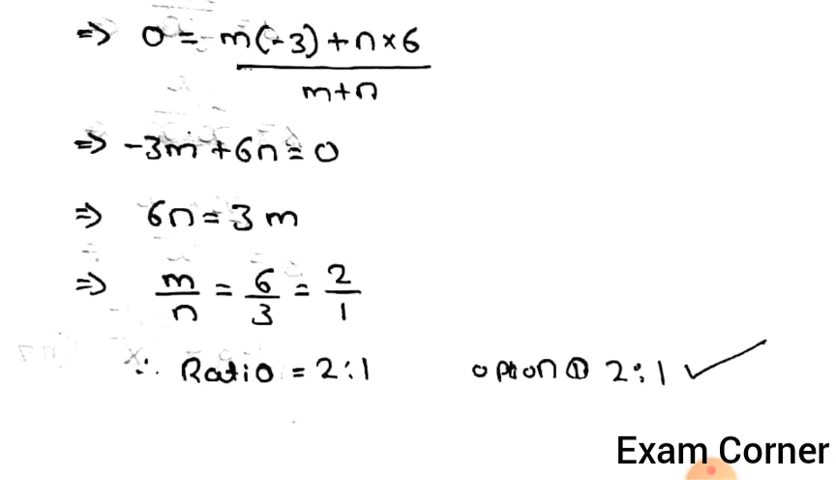 ⇒ 0 = m(-3) + n×6
m+n
⇒ -3m + 6n = 0
⇒ 6n = 3m
⇒ m/n = 6/3 = 2/1
∴ Ratio = 2:1 option ① 2:1 ✓
Exam Corner